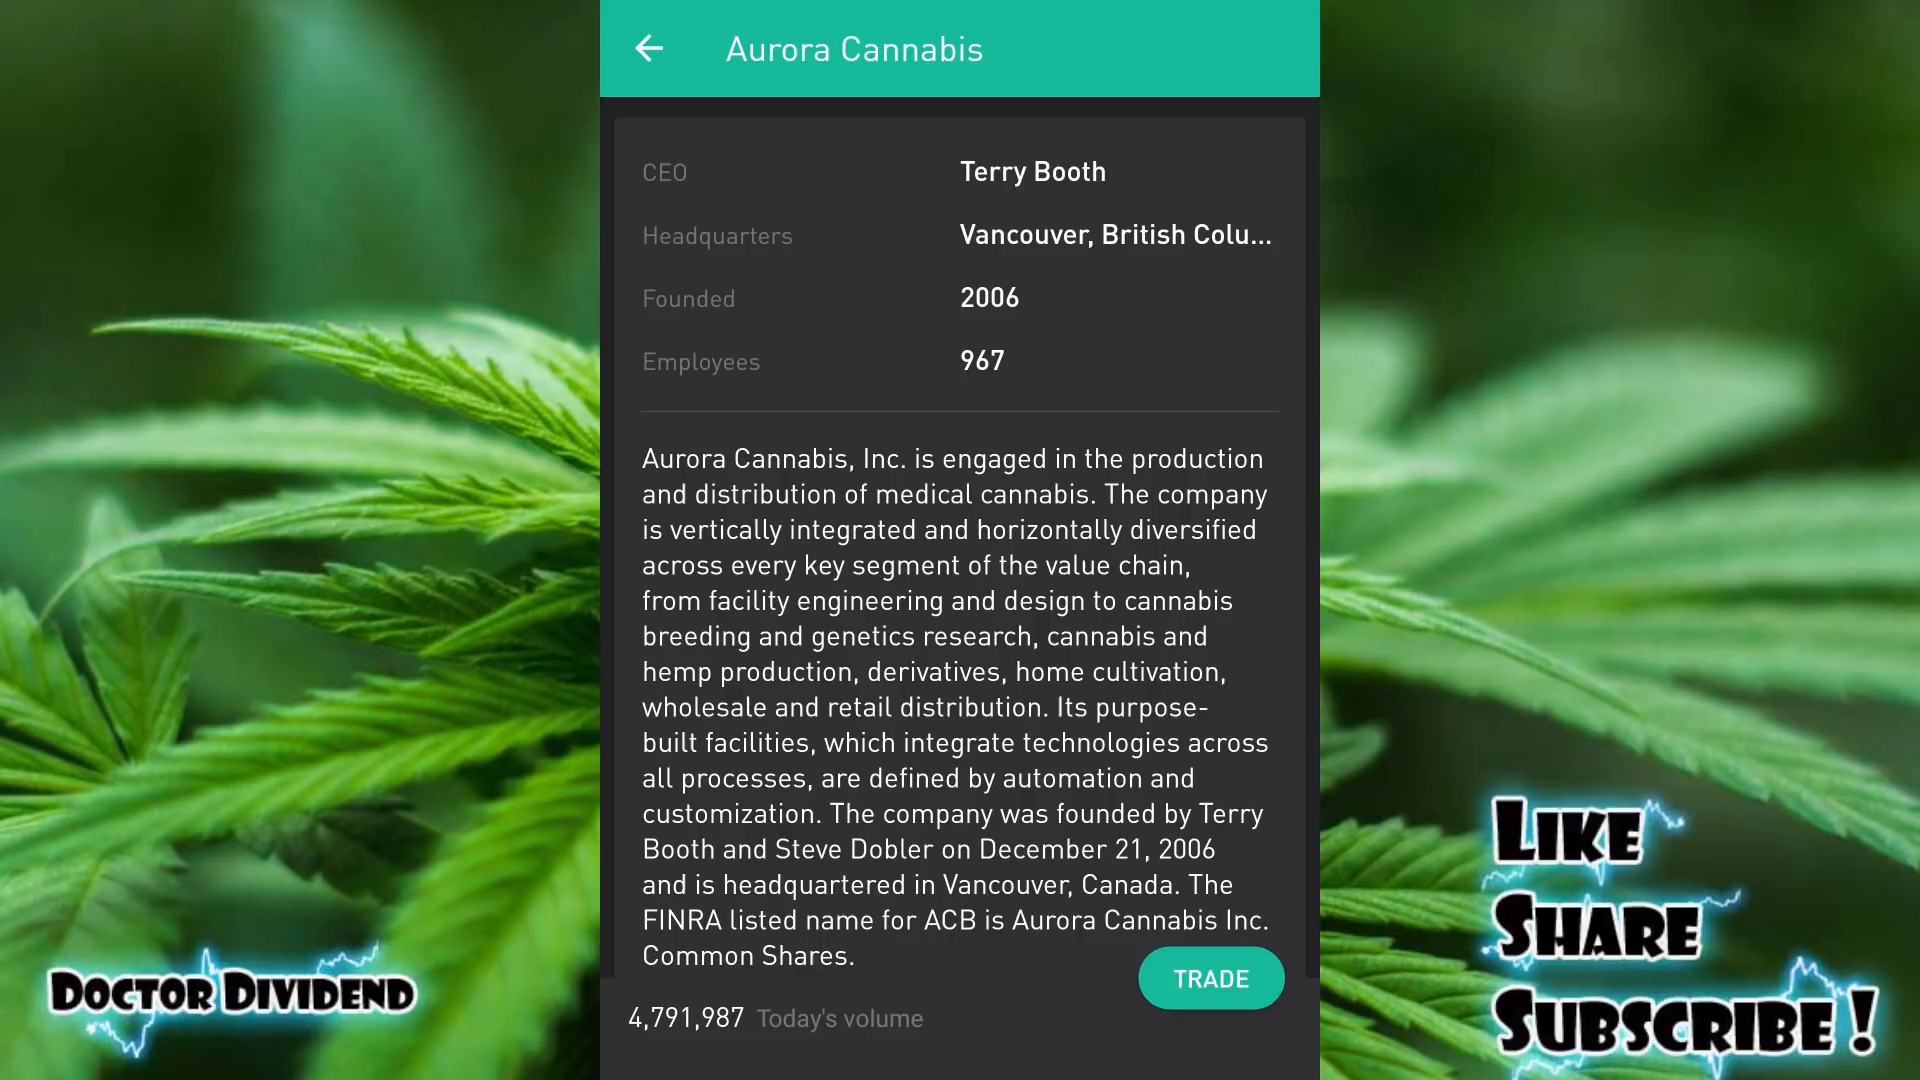 Aurora Cannabis
CEO Terry Booth
Headquarters Vancouver, British Colu...
Founded 2006
Employees 967
Aurora Cannabis, Inc. is engaged in the production
and distribution of medical cannabis. The company
is vertically integrated and horizontally diversified
across every key segment of the value chain,
from facility engineering and design to cannabis
breeding and genetics research, cannabis and
hemp production, derivatives, home cultivation,
wholesale and retail distribution. Its purpose-
built facilities, which integrate technologies across
all processes, are defined by automation and
customization. The company was founded by Terry
Booth and Steve Dobler on December 21, 2006
and is headquartered in Vancouver, Canada. The
FINRA listed name for ACB is Aurora Cannabis Inc.
Common Shares.
TRADE
4,791,987 Today's volume
DOCTOR DIVIDEND
LIKE
SHARE
SUBSCRIBE !